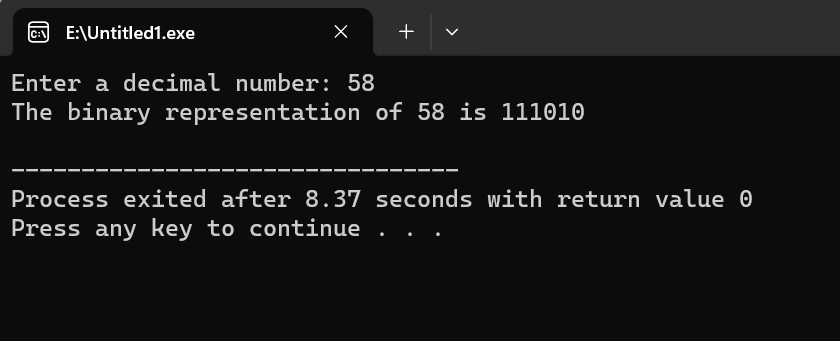 E:\Untitled1.exe
Enter a decimal number: 58
The binary representation of 58 is 111010
--------------------------------
Process exited after 8.37 seconds with return value 0
Press any key to continue . . .